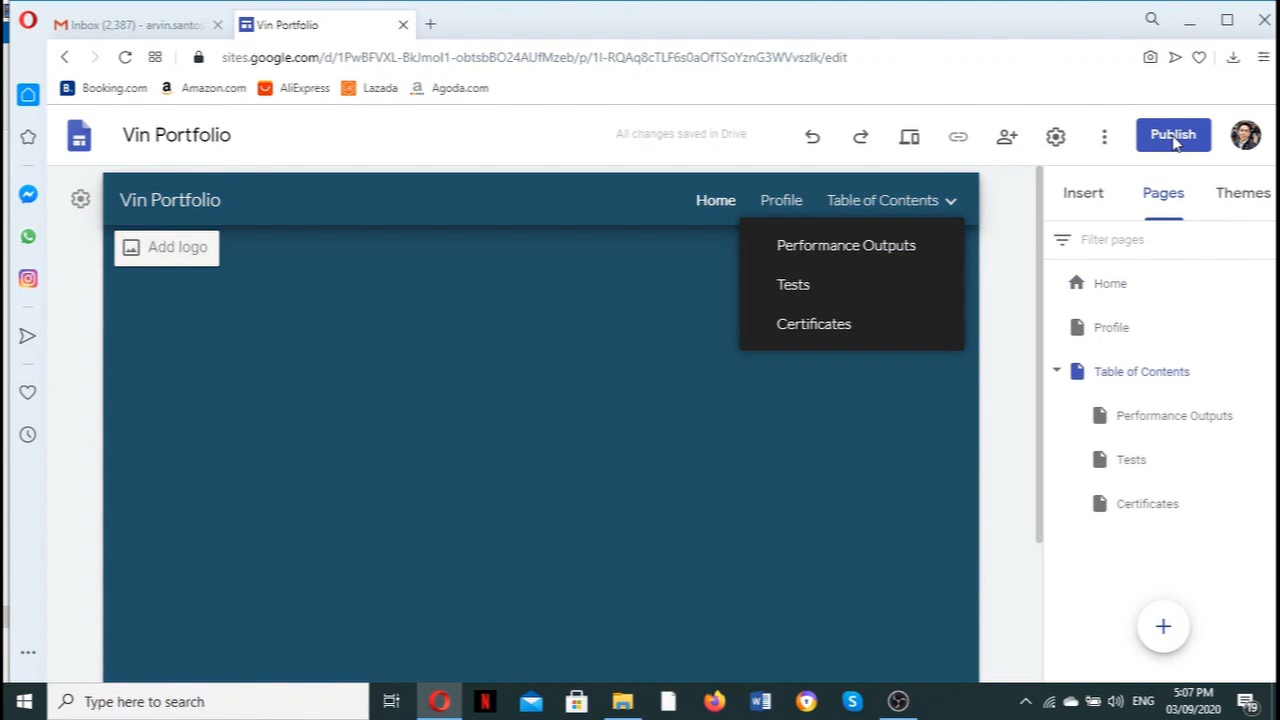 Inbox (2,387) - arvin.santos
Vin Portfolio
sites.google.com/d/1PwBFVXL-BkJmoI1-obtsbBO24AUfMzeb/p/1I-RQAq8cTLF6s0aOfTSoYznG3WVvszIk/edit
B. Booking.com
a Amazon.com
AliExpress
Lazada
a Agoda.com
Vin Portfolio
All changes saved in Drive
Publish
Vin Portfolio
Home
Profile
Table of Contents
Add logo
Performance Outputs
Tests
Certificates
Insert
Pages
Themes
Filter pages
Home
Profile
Table of Contents
Performance Outputs
Tests
Certificates
Type here to search
ENG
5:07 PM
03/09/2020
19